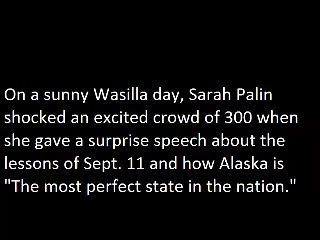 On a sunny Wasilla day, Sarah Palin
shocked an excited crowd of 300 when
she gave a surprise speech about the
lessons of Sept. 11 and how Alaska is
"The most perfect state in the nation."